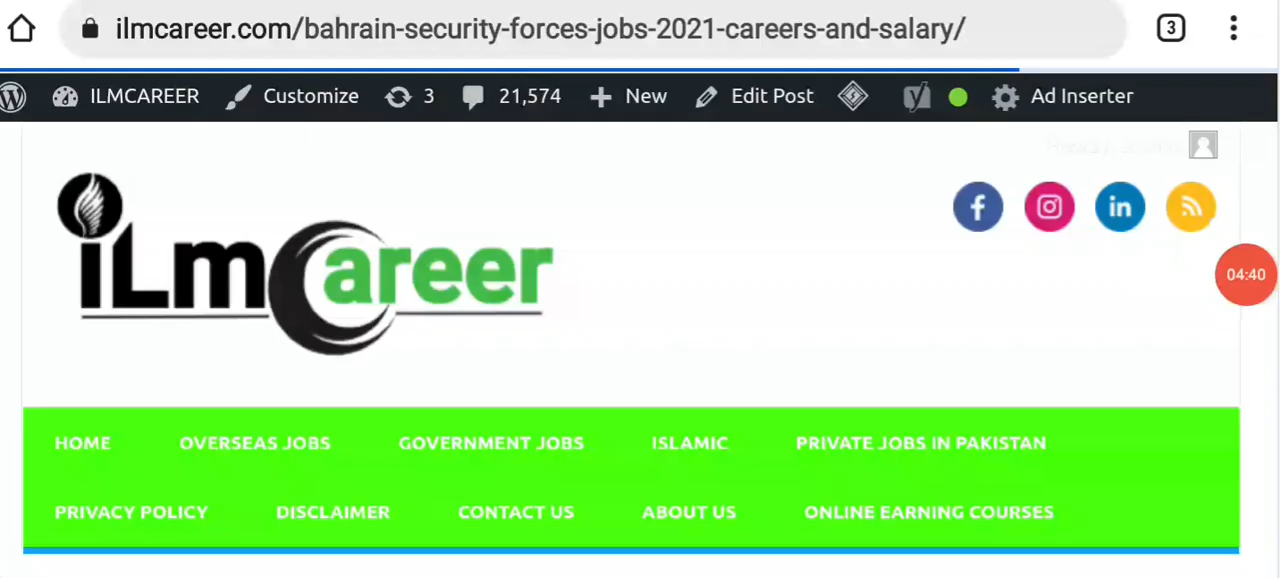 ilmcareer.com/bahrain-security-forces-jobs-2021-careers-and-salary/
3
ILMCAREER Customize 3 21,574 New Edit Post Ad Inserter
iLmCareer
04:40
HOME OVERSEAS JOBS GOVERNMENT JOBS ISLAMIC PRIVATE JOBS IN PAKISTAN
PRIVACY POLICY DISCLAIMER CONTACT US ABOUT US ONLINE EARNING COURSES